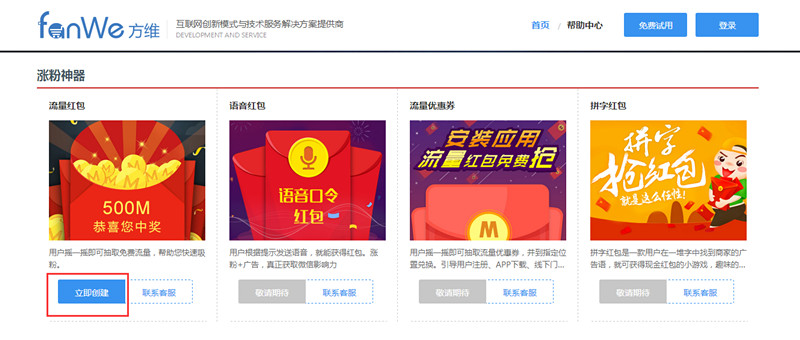 fanWe 方维
互联网创新模式与技术服务解决方案提供商
DEVELOPMENT AND SERVICE
首页 / 帮助中心
免费试用
登录
涨粉神器
流量红包
500M
恭喜您中奖
用户摇一摇即可抽取免费流量，帮助您快速吸
粉。
立即创建
联系客服
语音红包
语音口令
红包
用户根据提示发送语音，就能获得红包。涨
粉+广告，真正获取微信影响力
敬请期待
联系客服
流量优惠券
安装应用
流量红包免费抢
M
用户摇一摇即可抽取流量优惠券，并到指定位
置兑换。引导用户注册、APP下载、线下门...
敬请期待
联系客服
拼字红包
拼字
抢红包
就是这么任性!
拼字红包是一款用户在一堆字中找到商家的广
告语，就可获得现金红包的小游戏，趣味的...
敬请期待
联系客服